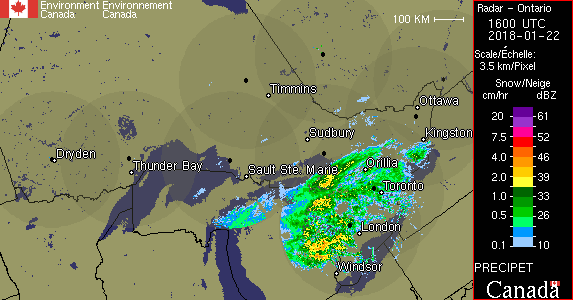 Environment Environnement
Canada Canada
Radar - Ontario
1600 UTC
2018-01-22
100 KM
Scale/Échelle:
3.5 km/Pixel
Snow/Neige
cm/hr dBZ
20 61
7.5 52
4.0 46
2.0 39
1.0 33
0.5 26
0.1 10
PRECIPET
Canada
Timmins
Ottawa
Sudbury
Kingston
Dryden
Thunder Bay
Sault Ste. Marie
Orillia
Toronto
London
Windsor